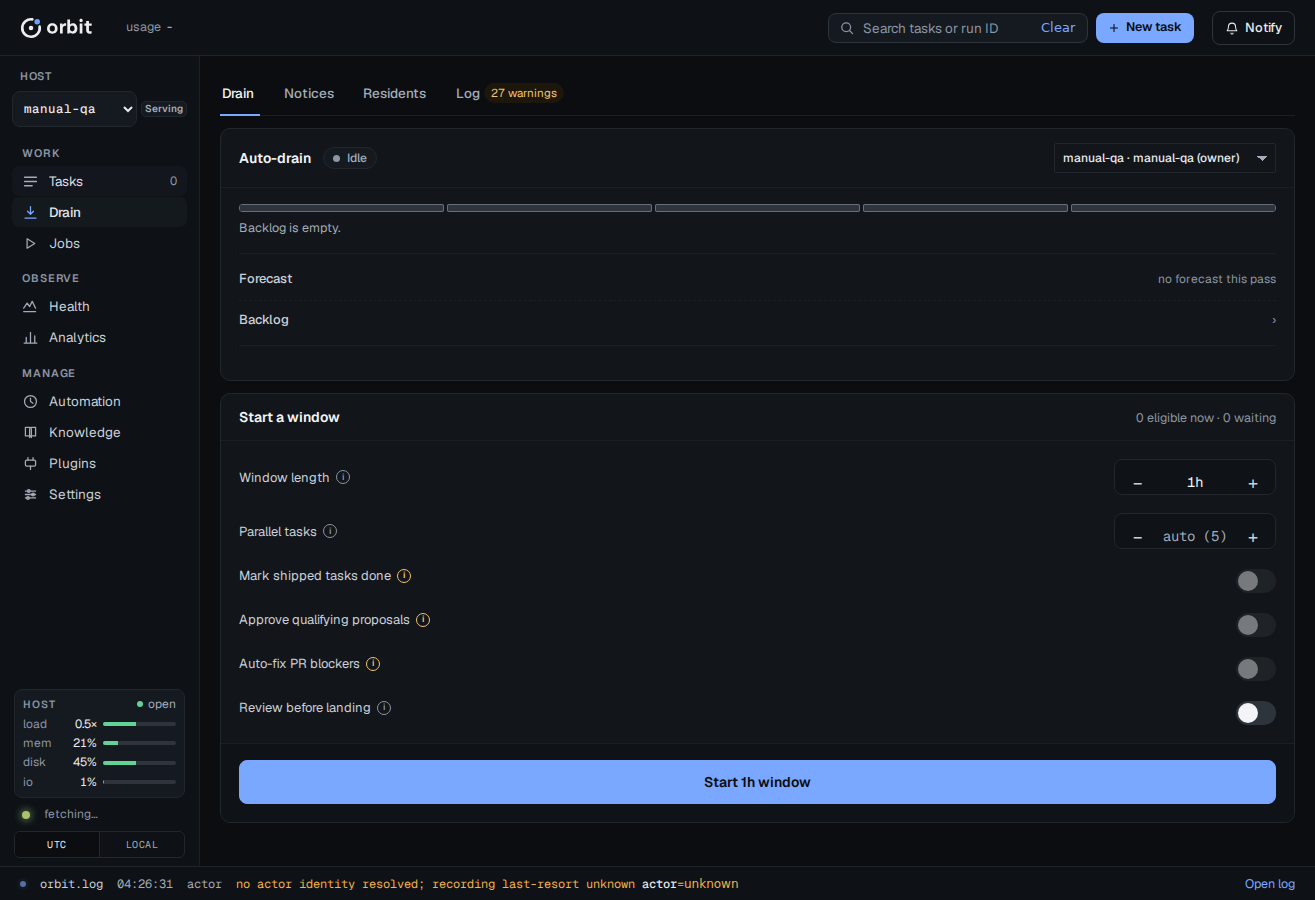 orbit
usage –
Search tasks or run ID
Clear
+ New task
Notify
HOST
manual-qa
Serving
WORK
Tasks 0
Drain
Jobs
OBSERVE
Health
Analytics
MANAGE
Automation
Knowledge
Plugins
Settings
HOST open
load 0.5×
mem 21%
disk 45%
io 1%
fetching…
UTC LOCAL
Drain Notices Residents Log 27 warnings
Auto-drain Idle
manual-qa · manual-qa (owner)
Backlog is empty.
Forecast no forecast this pass
Backlog ›
Start a window 0 eligible now · 0 waiting
Window length − 1h +
Parallel tasks − auto (5) +
Mark shipped tasks done
Approve qualifying proposals
Auto-fix PR blockers
Review before landing
Start 1h window
orbit.log 04:26:31 actor no actor identity resolved; recording last-resort unknown actor=unknown Open log